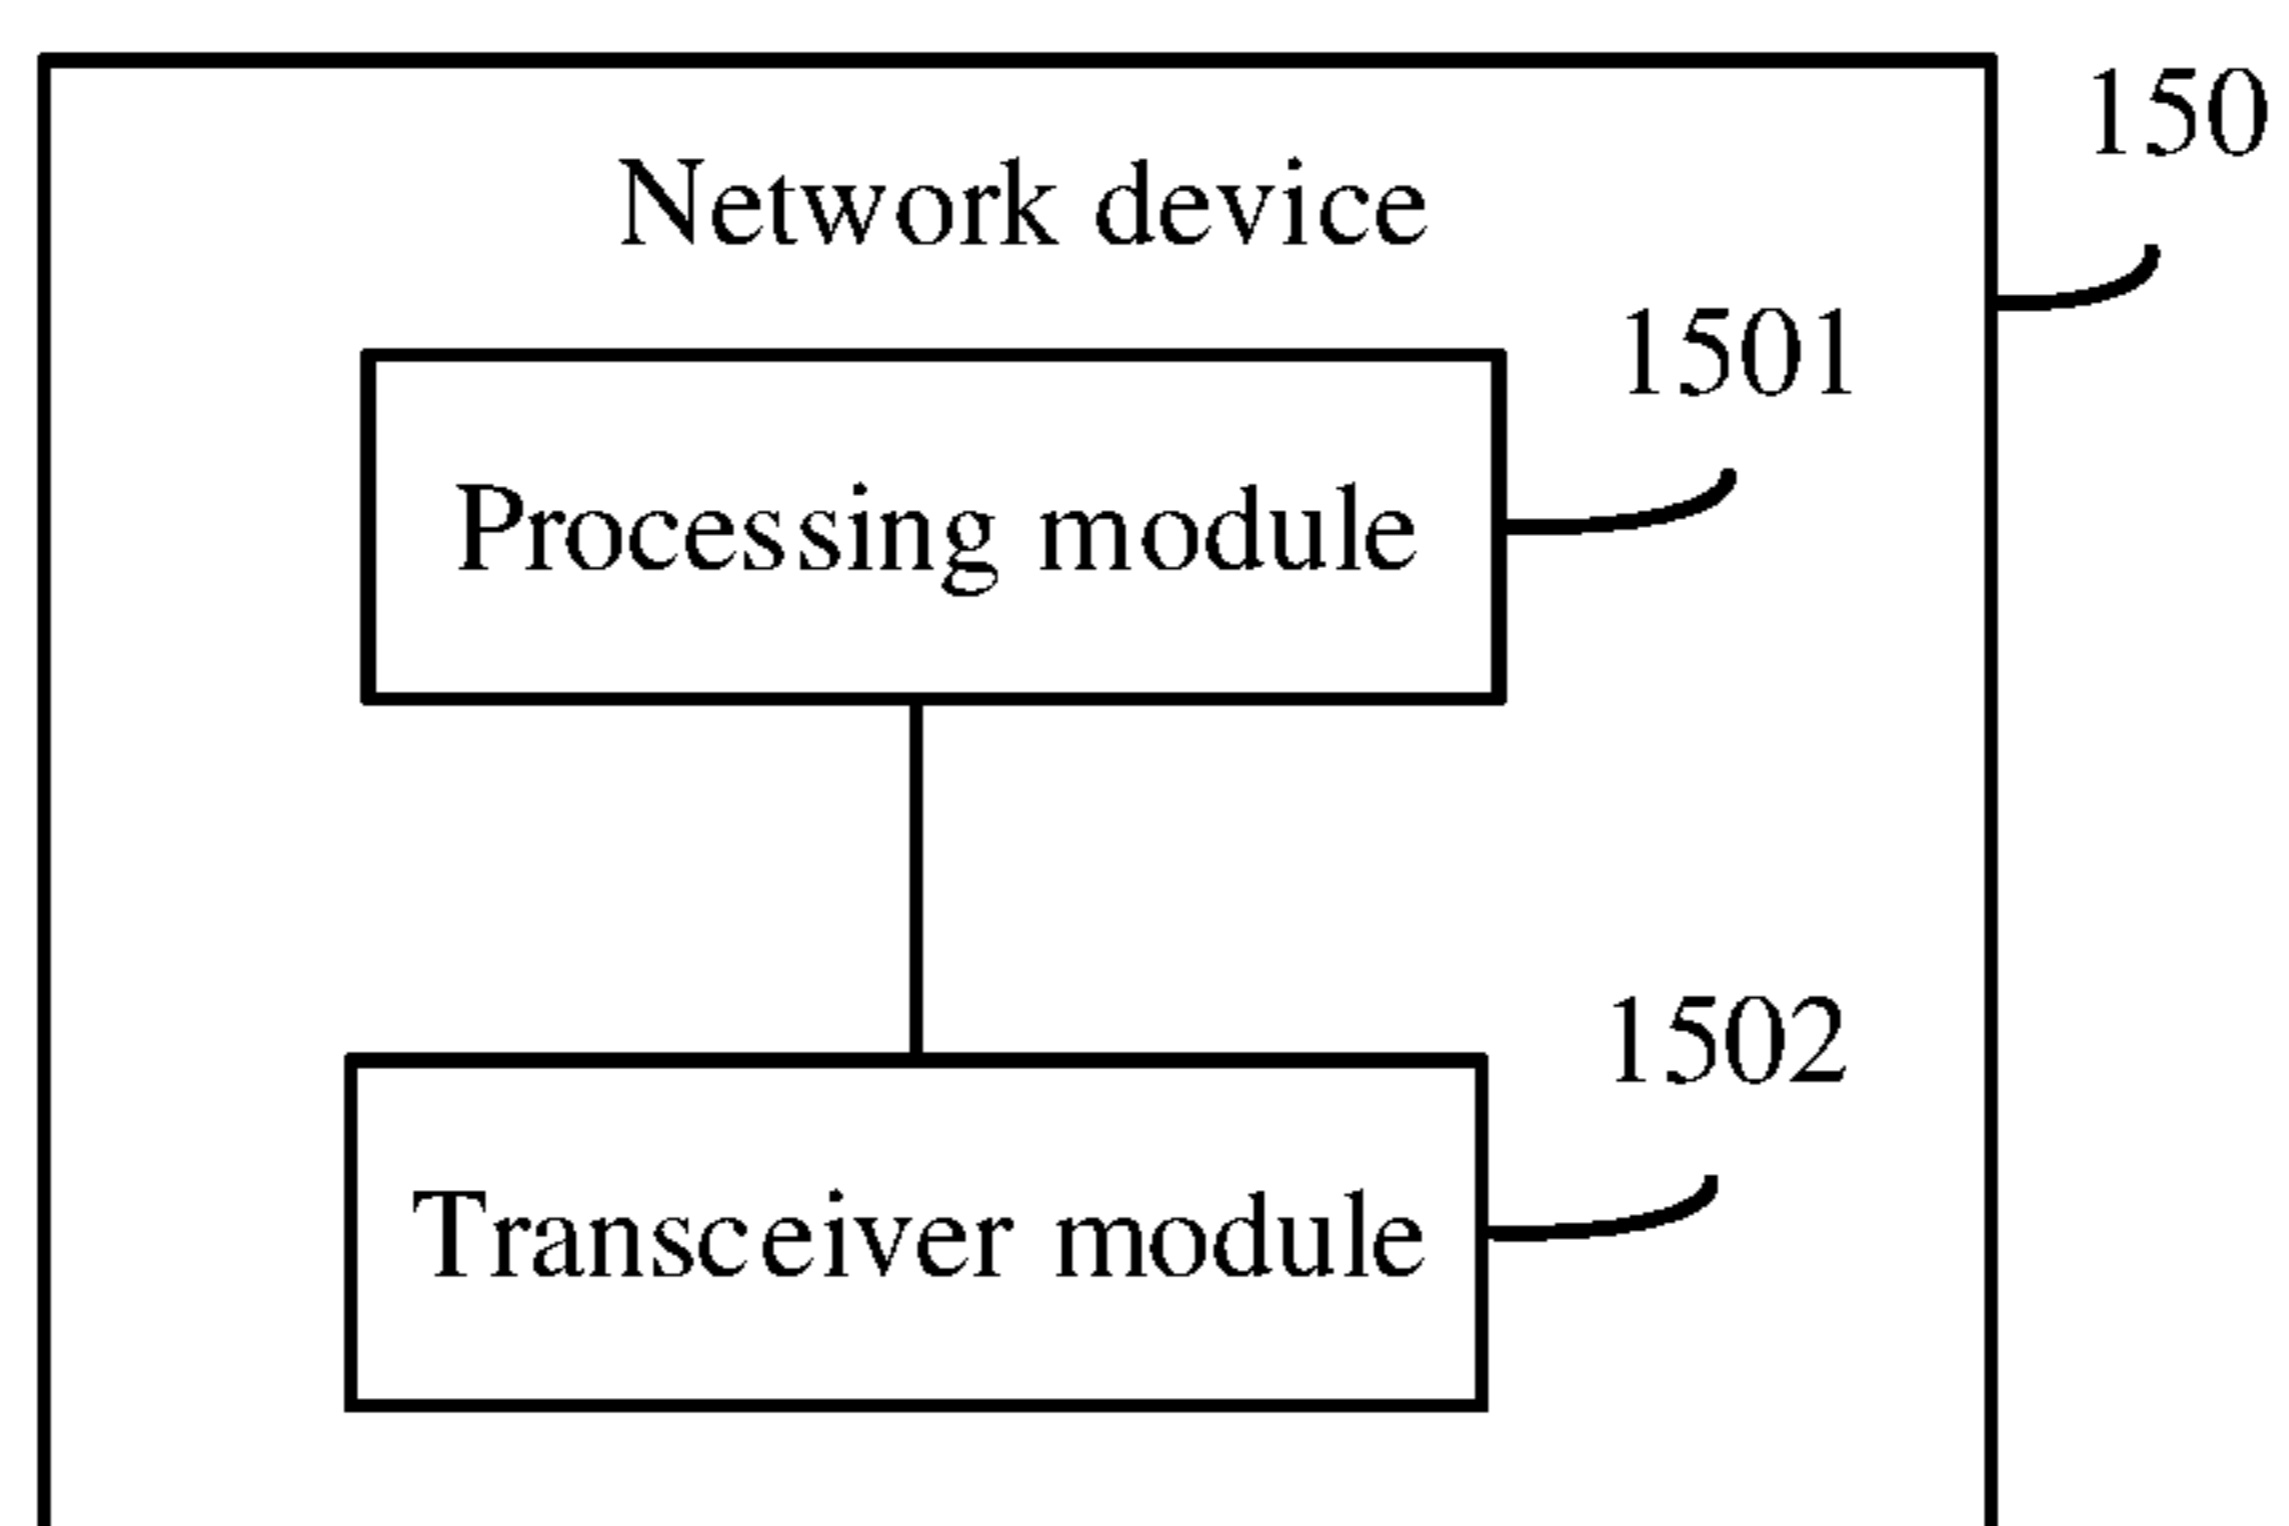 150
Network device
1501
Processing module
1502
Transceiver module